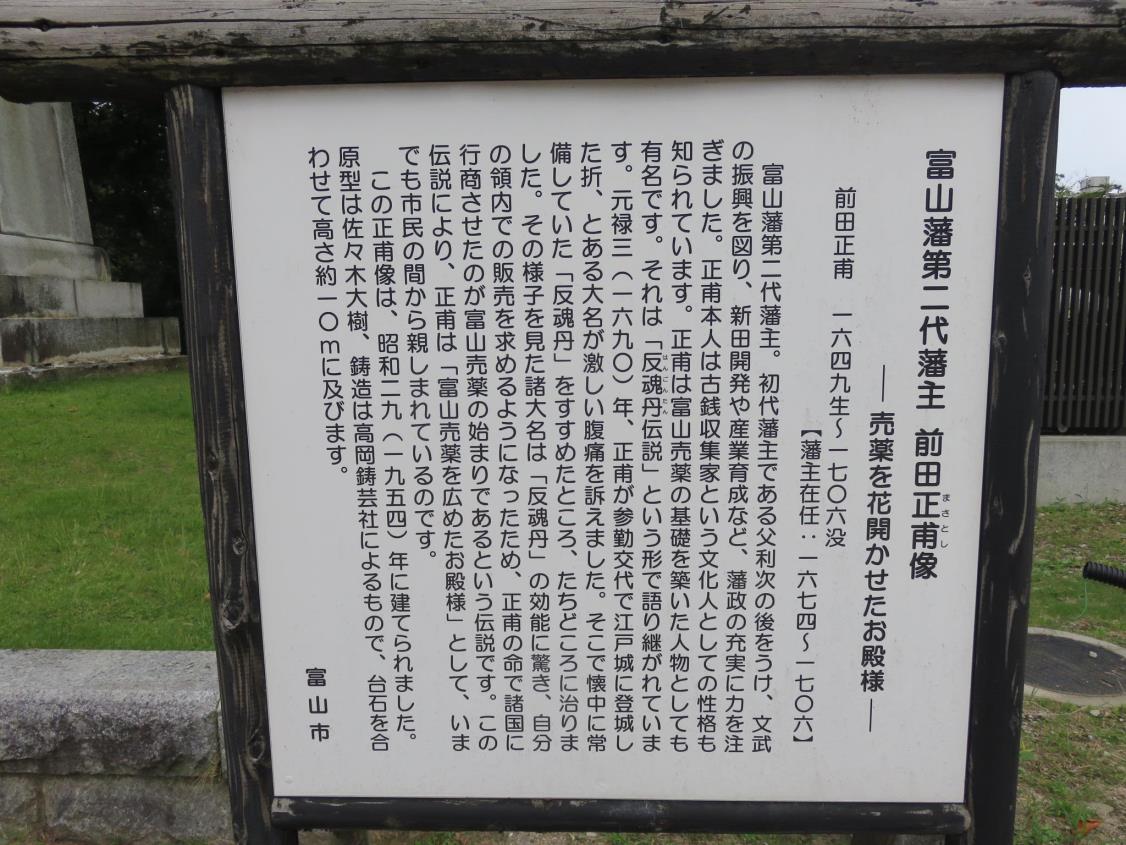 富山藩第二代藩主 前田正甫像
まさとし
―売薬を花開かせたお殿様―
前田正甫 一六四九生～一七〇六没
【藩主在任：一六七四～一七〇六】
富山藩第二代藩主。初代藩主である父利次の後をうけ、文武
の振興を図り、新田開発や産業育成など、藩政の充実に力を注
ぎました。正甫本人は古銭収集家という文化人としての性格も
知られています。正甫は富山売薬の基礎を築いた人物としても
有名です。それは「反魂丹伝説」という形で語り継がれていま
はんごんたん
す。元禄三（一六九〇）年、正甫が参勤交代で江戸城に登城し
た折、とある大名が激しい腹痛を訴えました。そこで懐中に常
備していた「反魂丹」をすすめたところ、たちどころに治りま
した。その様子を見た諸大名は「反魂丹」の効能に驚き、自分
の領内での販売を求めるようになったため、正甫の命で諸国に
行商させたのが富山売薬の始まりであるという伝説です。この
伝説により、正甫は「富山売薬を広めたお殿様」として、いま
でも市民の間から親しまれているのです。
この正甫像は、昭和二九（一九五四）年に建てられました。
原型は佐々木大樹、鋳造は高岡鋳芸社によるもので、台石を合
わせて高さ約一〇mに及びます。
富山市